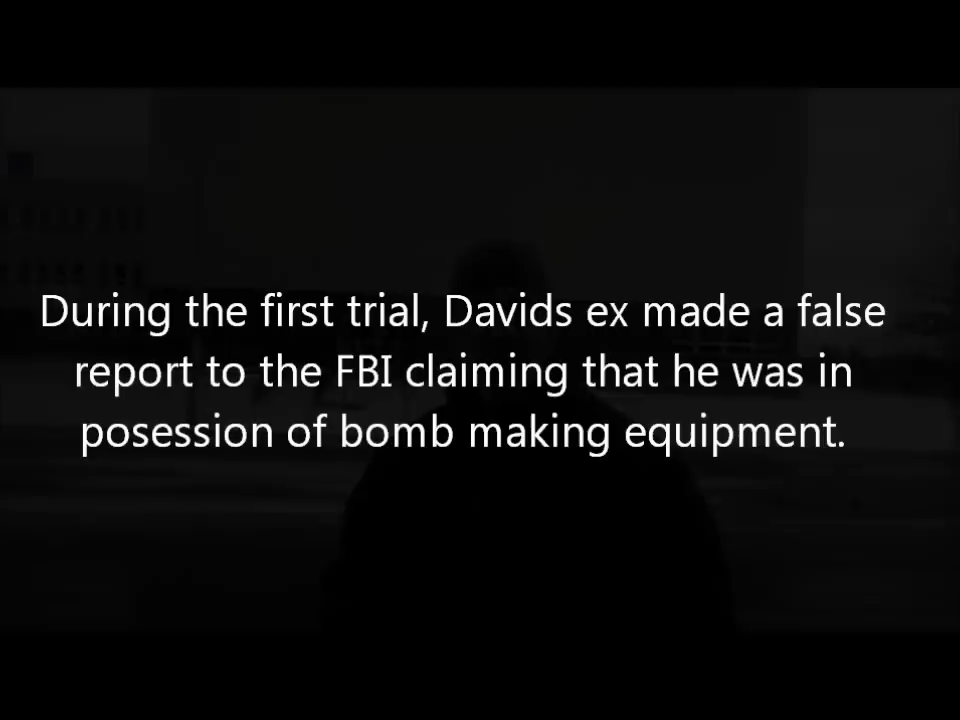 During the first trial, Davids ex made a false
report to the FBI claiming that he was in
posession of bomb making equipment.